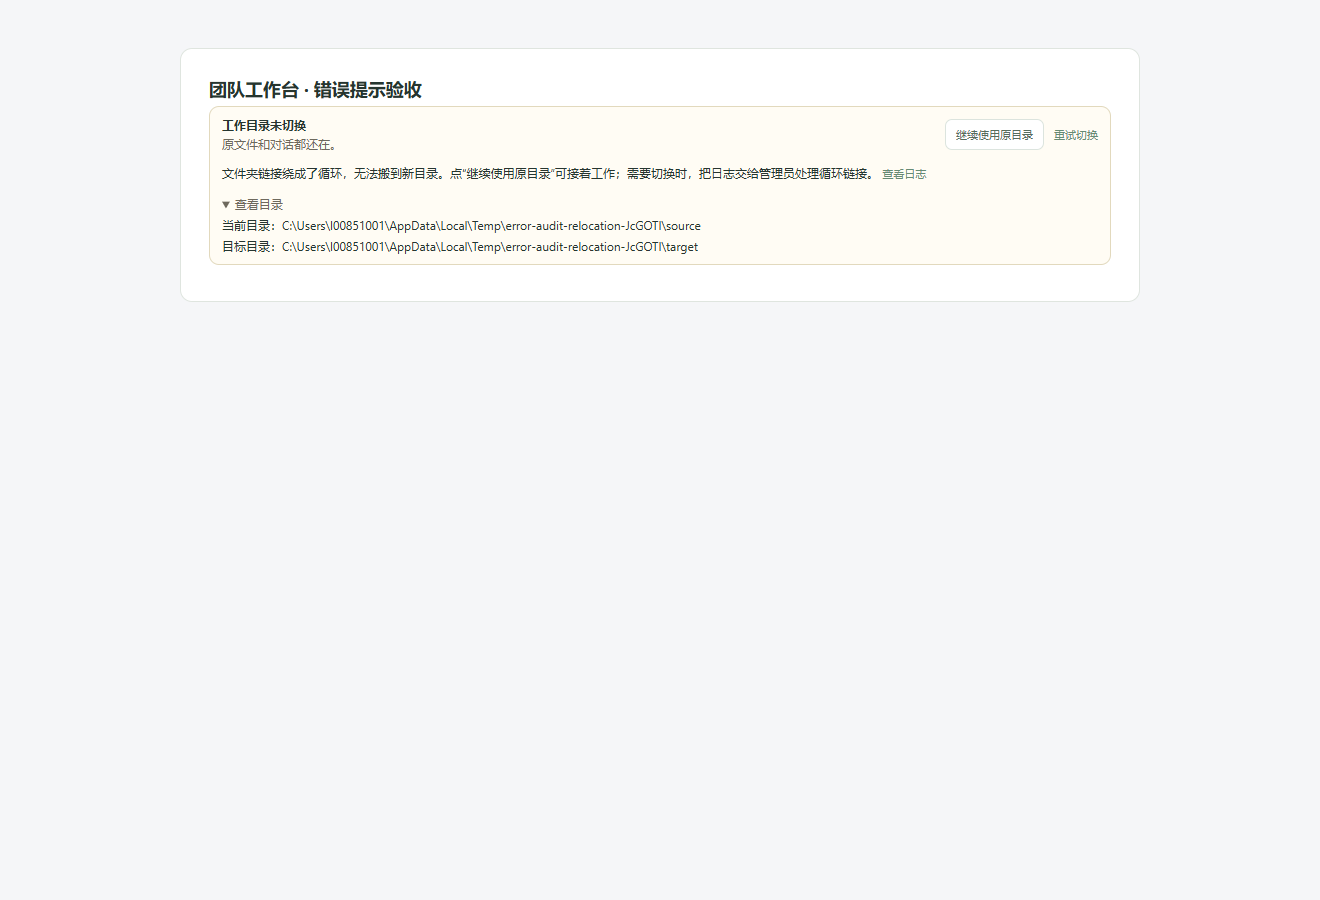 团队工作台 · 错误提示验收
工作目录未切换
原文件和对话都还在。
继续使用原目录
重试切换
文件夹链接绕成了循环，无法搬到新目录。点“继续使用原目录”可接着工作；需要切换时，把日志交给管理员处理循环链接。 查看日志
▼ 查看目录
当前目录：C:\Users\l00851001\AppData\Local\Temp\error-audit-relocation-JcGOTl\source
目标目录：C:\Users\l00851001\AppData\Local\Temp\error-audit-relocation-JcGOTl\target